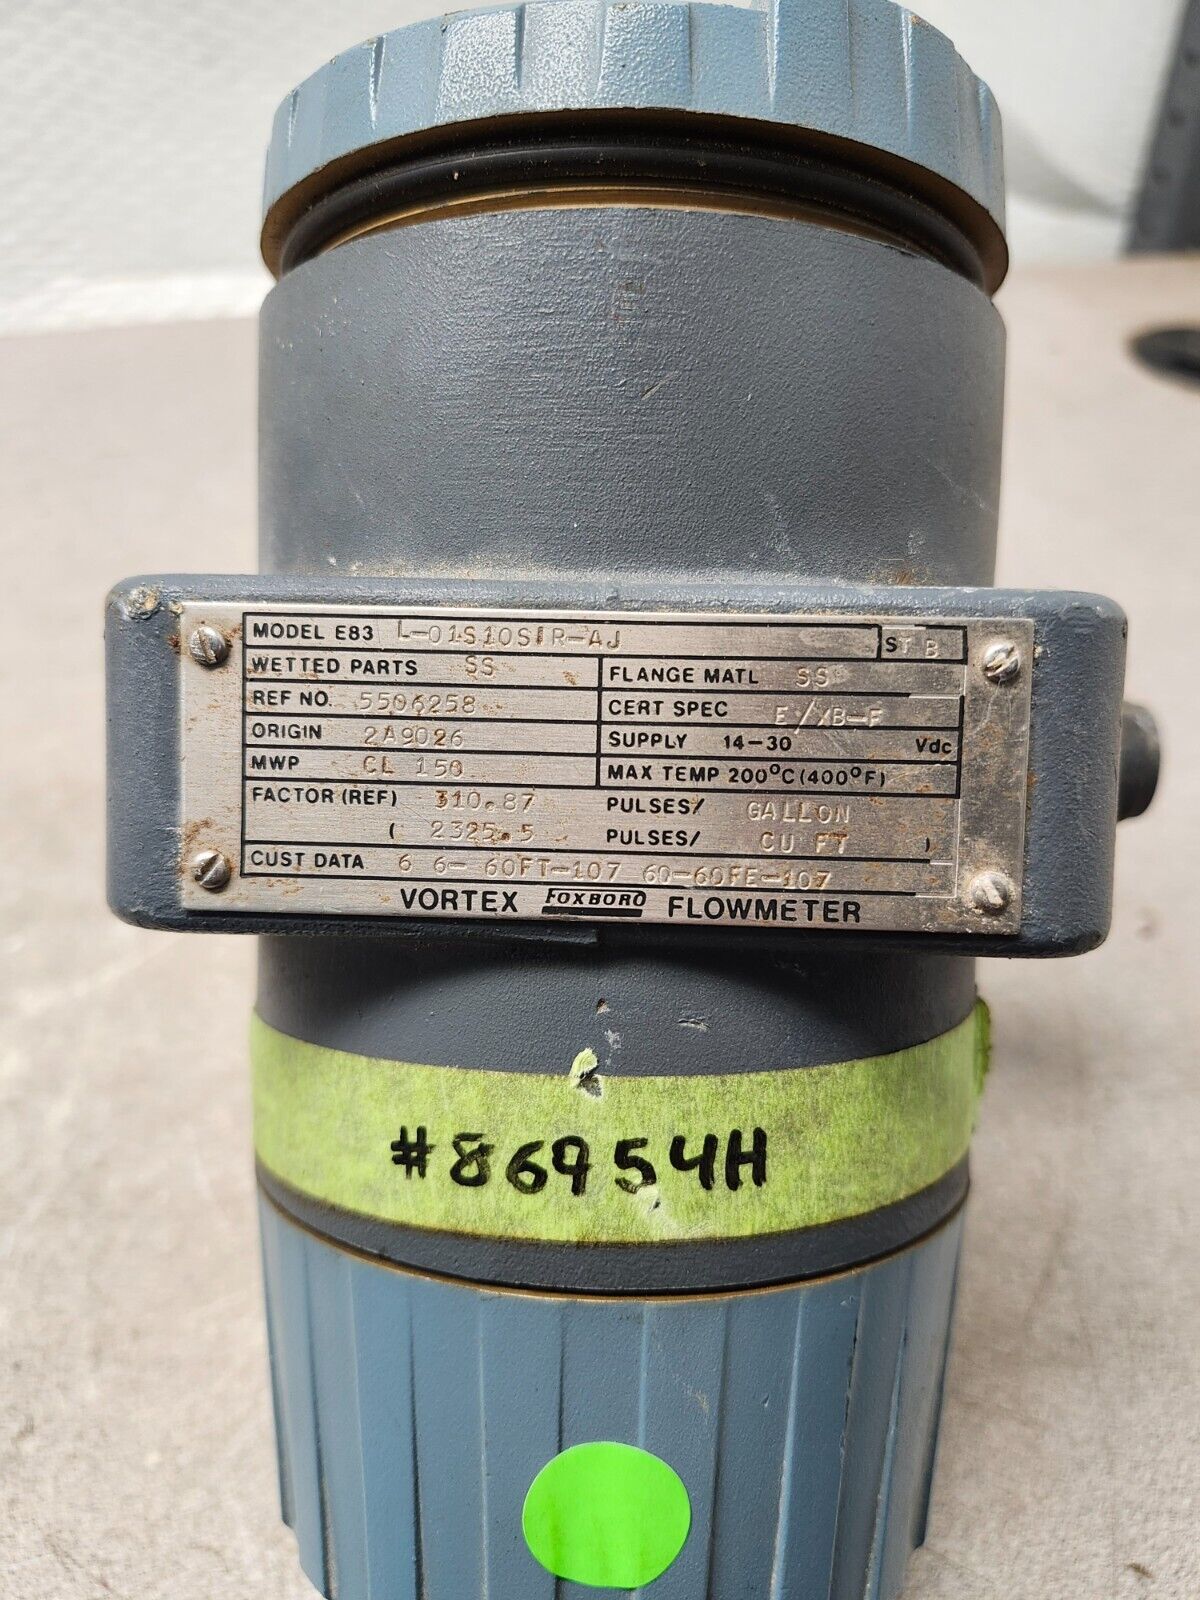 MODEL E83 L-01S10SIR-AJ ST B
WETTED PARTS SS FLANGE MATL SS
REF NO. 5506258 CERT SPEC E/XB-F
ORIGIN 2A9026 SUPPLY 14-30 Vdc
MWP CL 150 MAX TEMP 200°C(400°F)
FACTOR (REF) 310.87 PULSES/ GALLON
( 2325.5 PULSES/ CU FT )
CUST DATA 6 6- 60FT-107 60-60FE-107
VORTEX FOXBORO FLOWMETER
#86954H